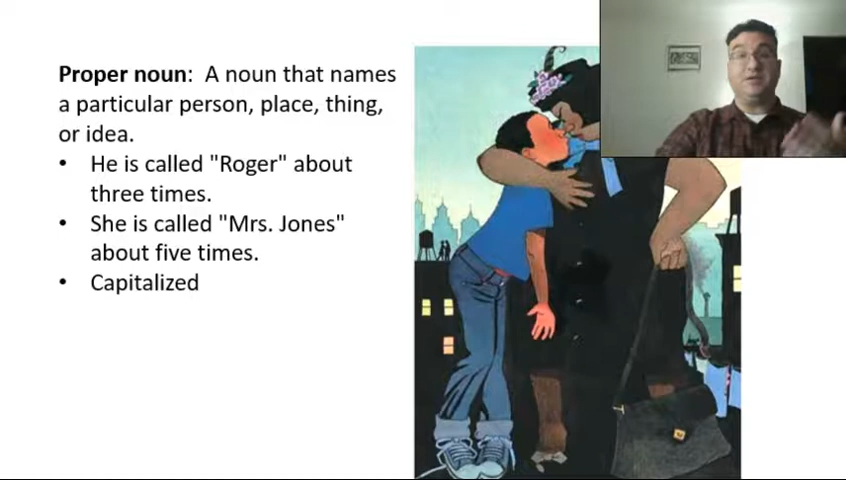 Proper noun:  A noun that names
a particular person, place, thing,
or idea.
• He is called "Roger" about
three times.
• She is called "Mrs. Jones"
about five times.
• Capitalized